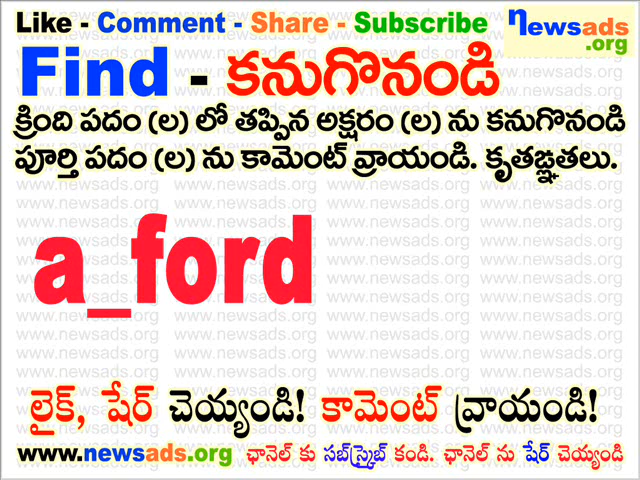 Like - Comment - Share - Subscribe
newsads
.org
Find - కనుగొనండి
క్రింది పదం (ల) లో తప్పిన అక్షరం (ల) ను కనుగొనండి
పూర్తి పదం (ల) ను కామెంట్ వ్రాయండి. కృతఙ్ఞతలు.
a_ford
లైక్, షేర్ చెయ్యండి! కామెంట్ వ్రాయండి!
www.newsads.org ఛానెల్ కు సబ్‌స్క్రైబ్ కండి. ఛానెల్ ను షేర్ చెయ్యండి